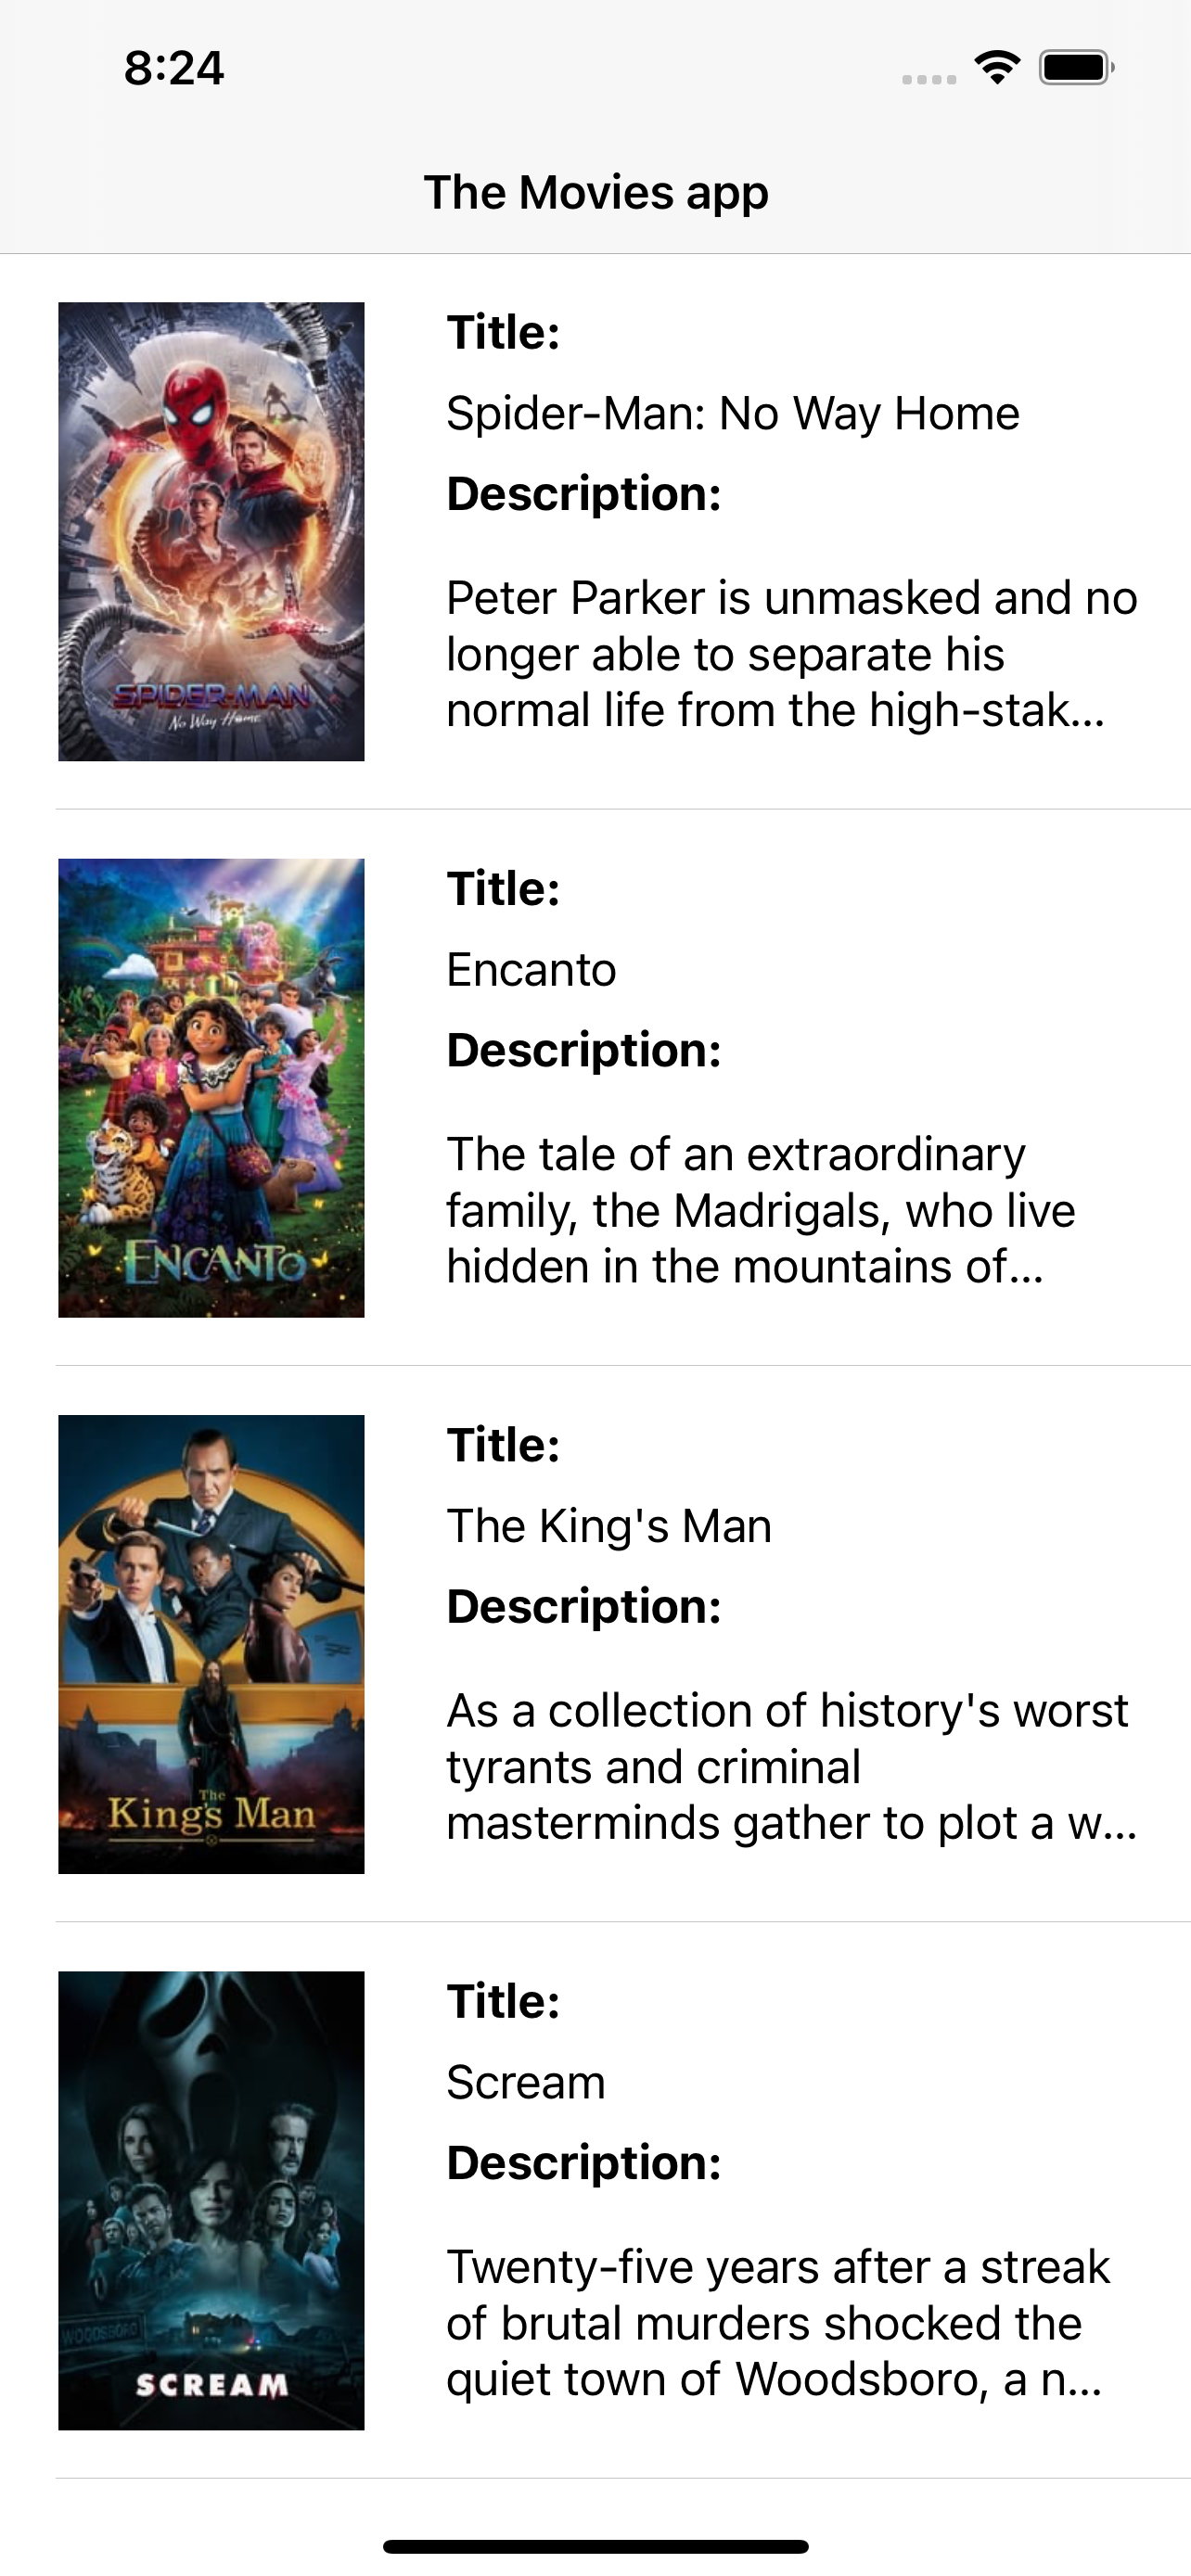 8:24
The Movies app
SPIDER-MAN
No Way Home
Title:
Spider-Man: No Way Home
Description:
Peter Parker is unmasked and no
longer able to separate his
normal life from the high-stak...
ENCANTO
Title:
Encanto
Description:
The tale of an extraordinary
family, the Madrigals, who live
hidden in the mountains of...
The
King's Man
Title:
The King's Man
Description:
As a collection of history's worst
tyrants and criminal
masterminds gather to plot a w...
WOODSBORO
SCREAM
Title:
Scream
Description:
Twenty-five years after a streak
of brutal murders shocked the
quiet town of Woodsboro, a n...